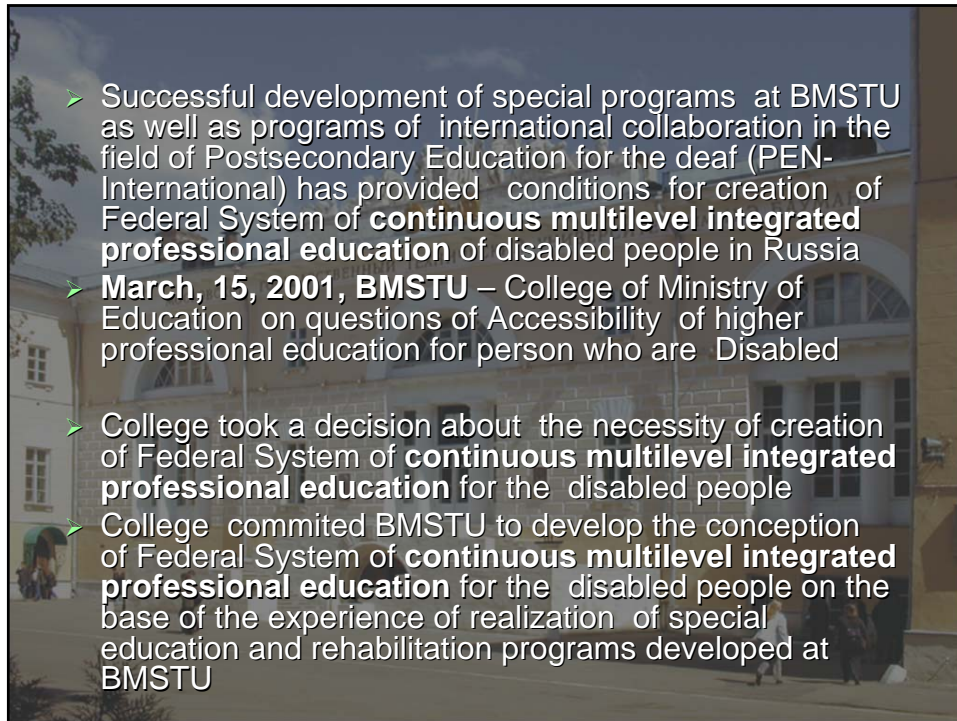 Successful development of special programs at BMSTU
as well as programs of international collaboration in the
field of Postsecondary Education for the deaf (PEN-
International) has provided conditions for creation of
Federal System of continuous multilevel integrated
professional education of disabled people in Russia
March, 15, 2001, BMSTU – College of Ministry of
Education on questions of Accessibility of higher
professional education for person who are Disabled
College took a decision about the necessity of creation
of Federal System of continuous multilevel integrated
professional education for the disabled people
College commited BMSTU to develop the conception
of Federal System of continuous multilevel integrated
professional education for the disabled people on the
base of the experience of realization of special
education and rehabilitation programs developed at
BMSTU